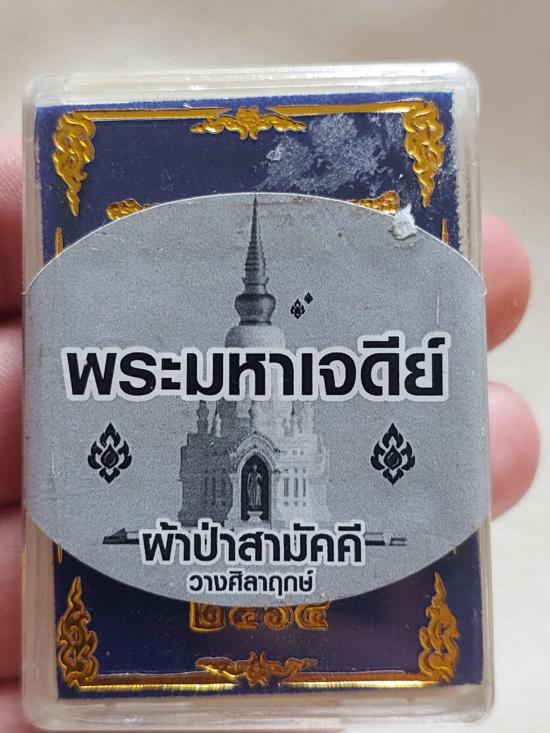 พระมหาเจดีย์
ผ้าป่าสามัคคี
วางศิลาฤกษ์
๒๕๖๕